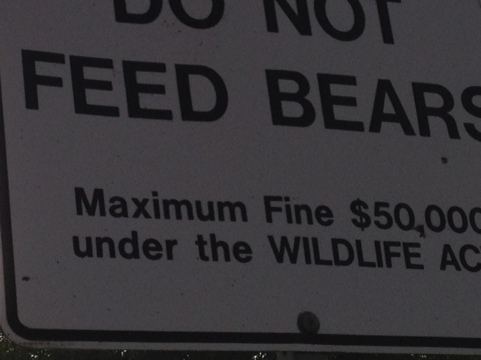 DO NOT
FEED BEARS
Maximum Fine $50,000
under the WILDLIFE AC